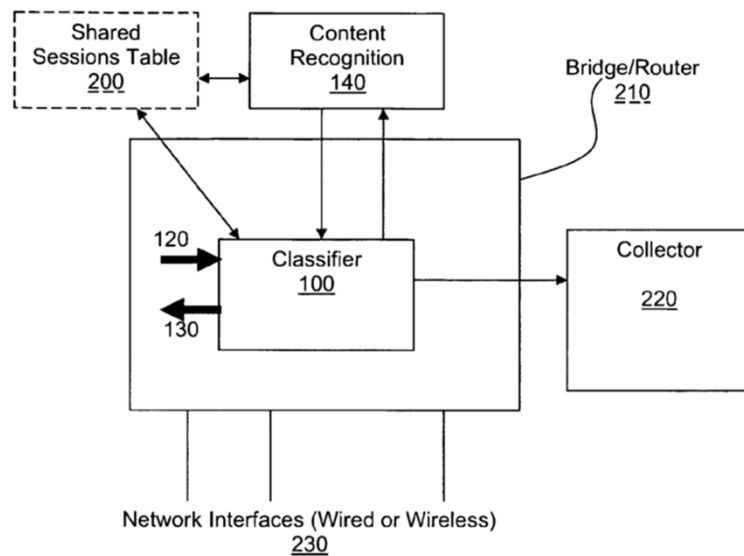 Shared
Sessions Table
200
Content
Recognition
140
Bridge/Router
210
120
Classifier
100
130
Collector
220
Network Interfaces (Wired or Wireless)
230